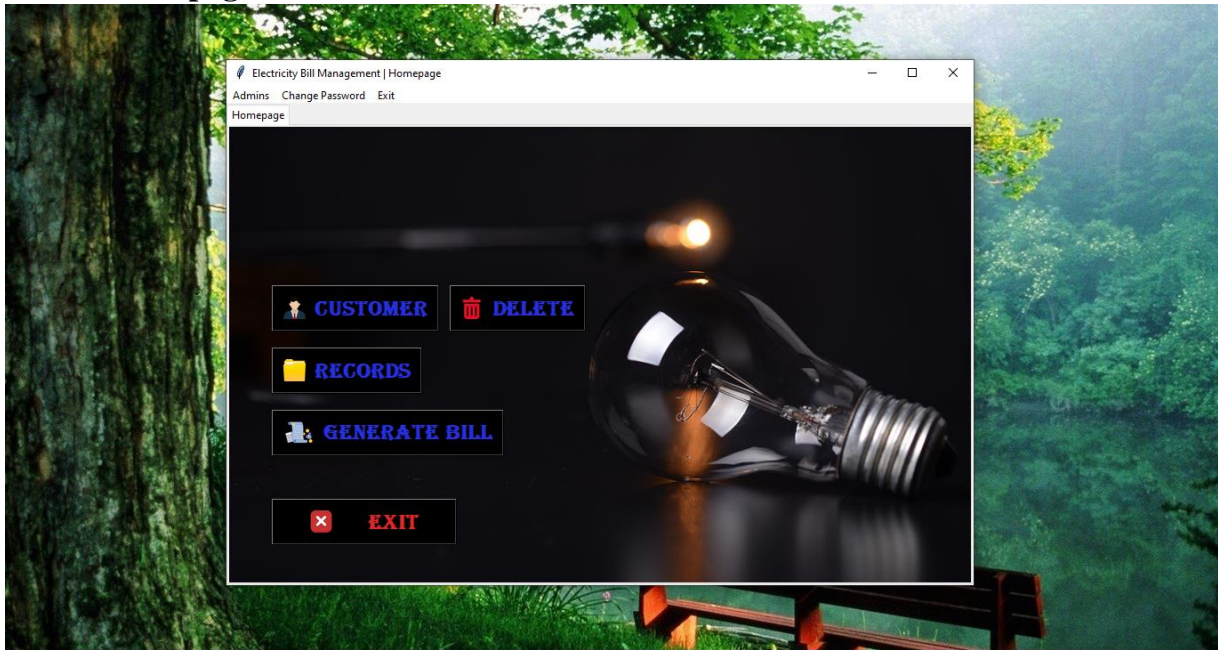 Electricity Bill Management | Homepage
Admins Change Password Exit
Homepage
CUSTOMER DELETE
RECORDS
GENERATE BILL
EXIT